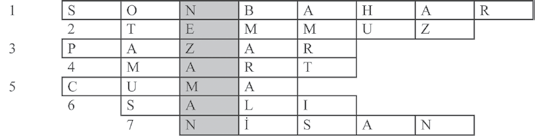 1 S O N B A H A R
2 T E M M U Z
3 P A Z A R
4 M A R T
5 C U M A
6 S A L I
7 N İ S A N